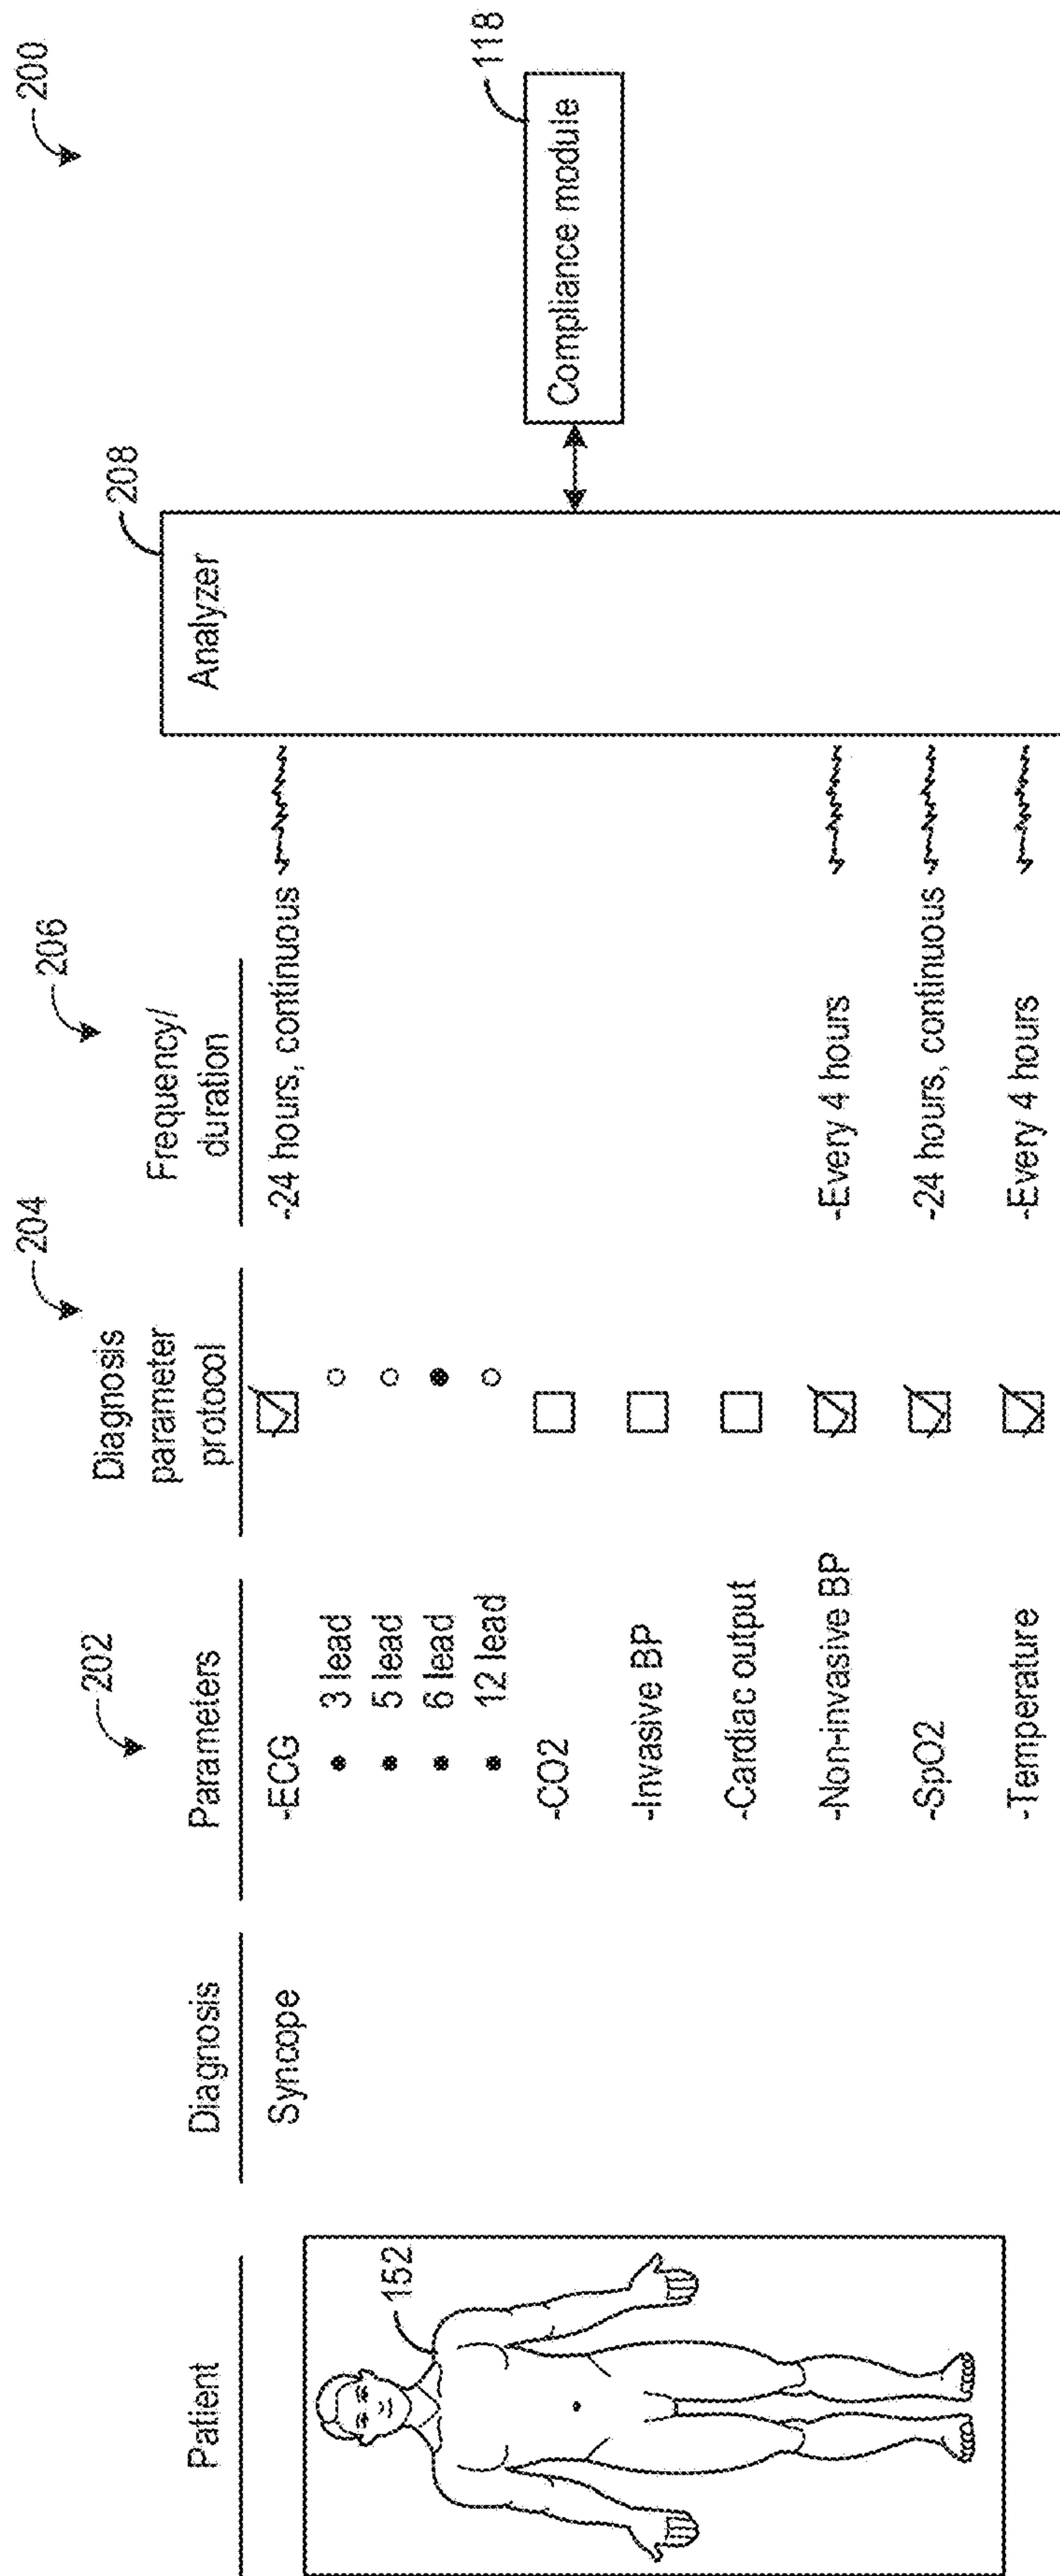 200
Patient
152
Diagnosis
Syncope
202
Parameters
-ECG
• 3 lead
• 5 lead
• 6 lead
• 12 lead
-CO2
-Invasive BP
-Cardiac output
-Non-invasive BP
-SpO2
-Temperature
204
Diagnosis
parameter
protocol
206
Frequency/
duration
-24 hours, continuous
-Every 4 hours
-24 hours, continuous
-Every 4 hours
208
Analyzer
118
Compliance module